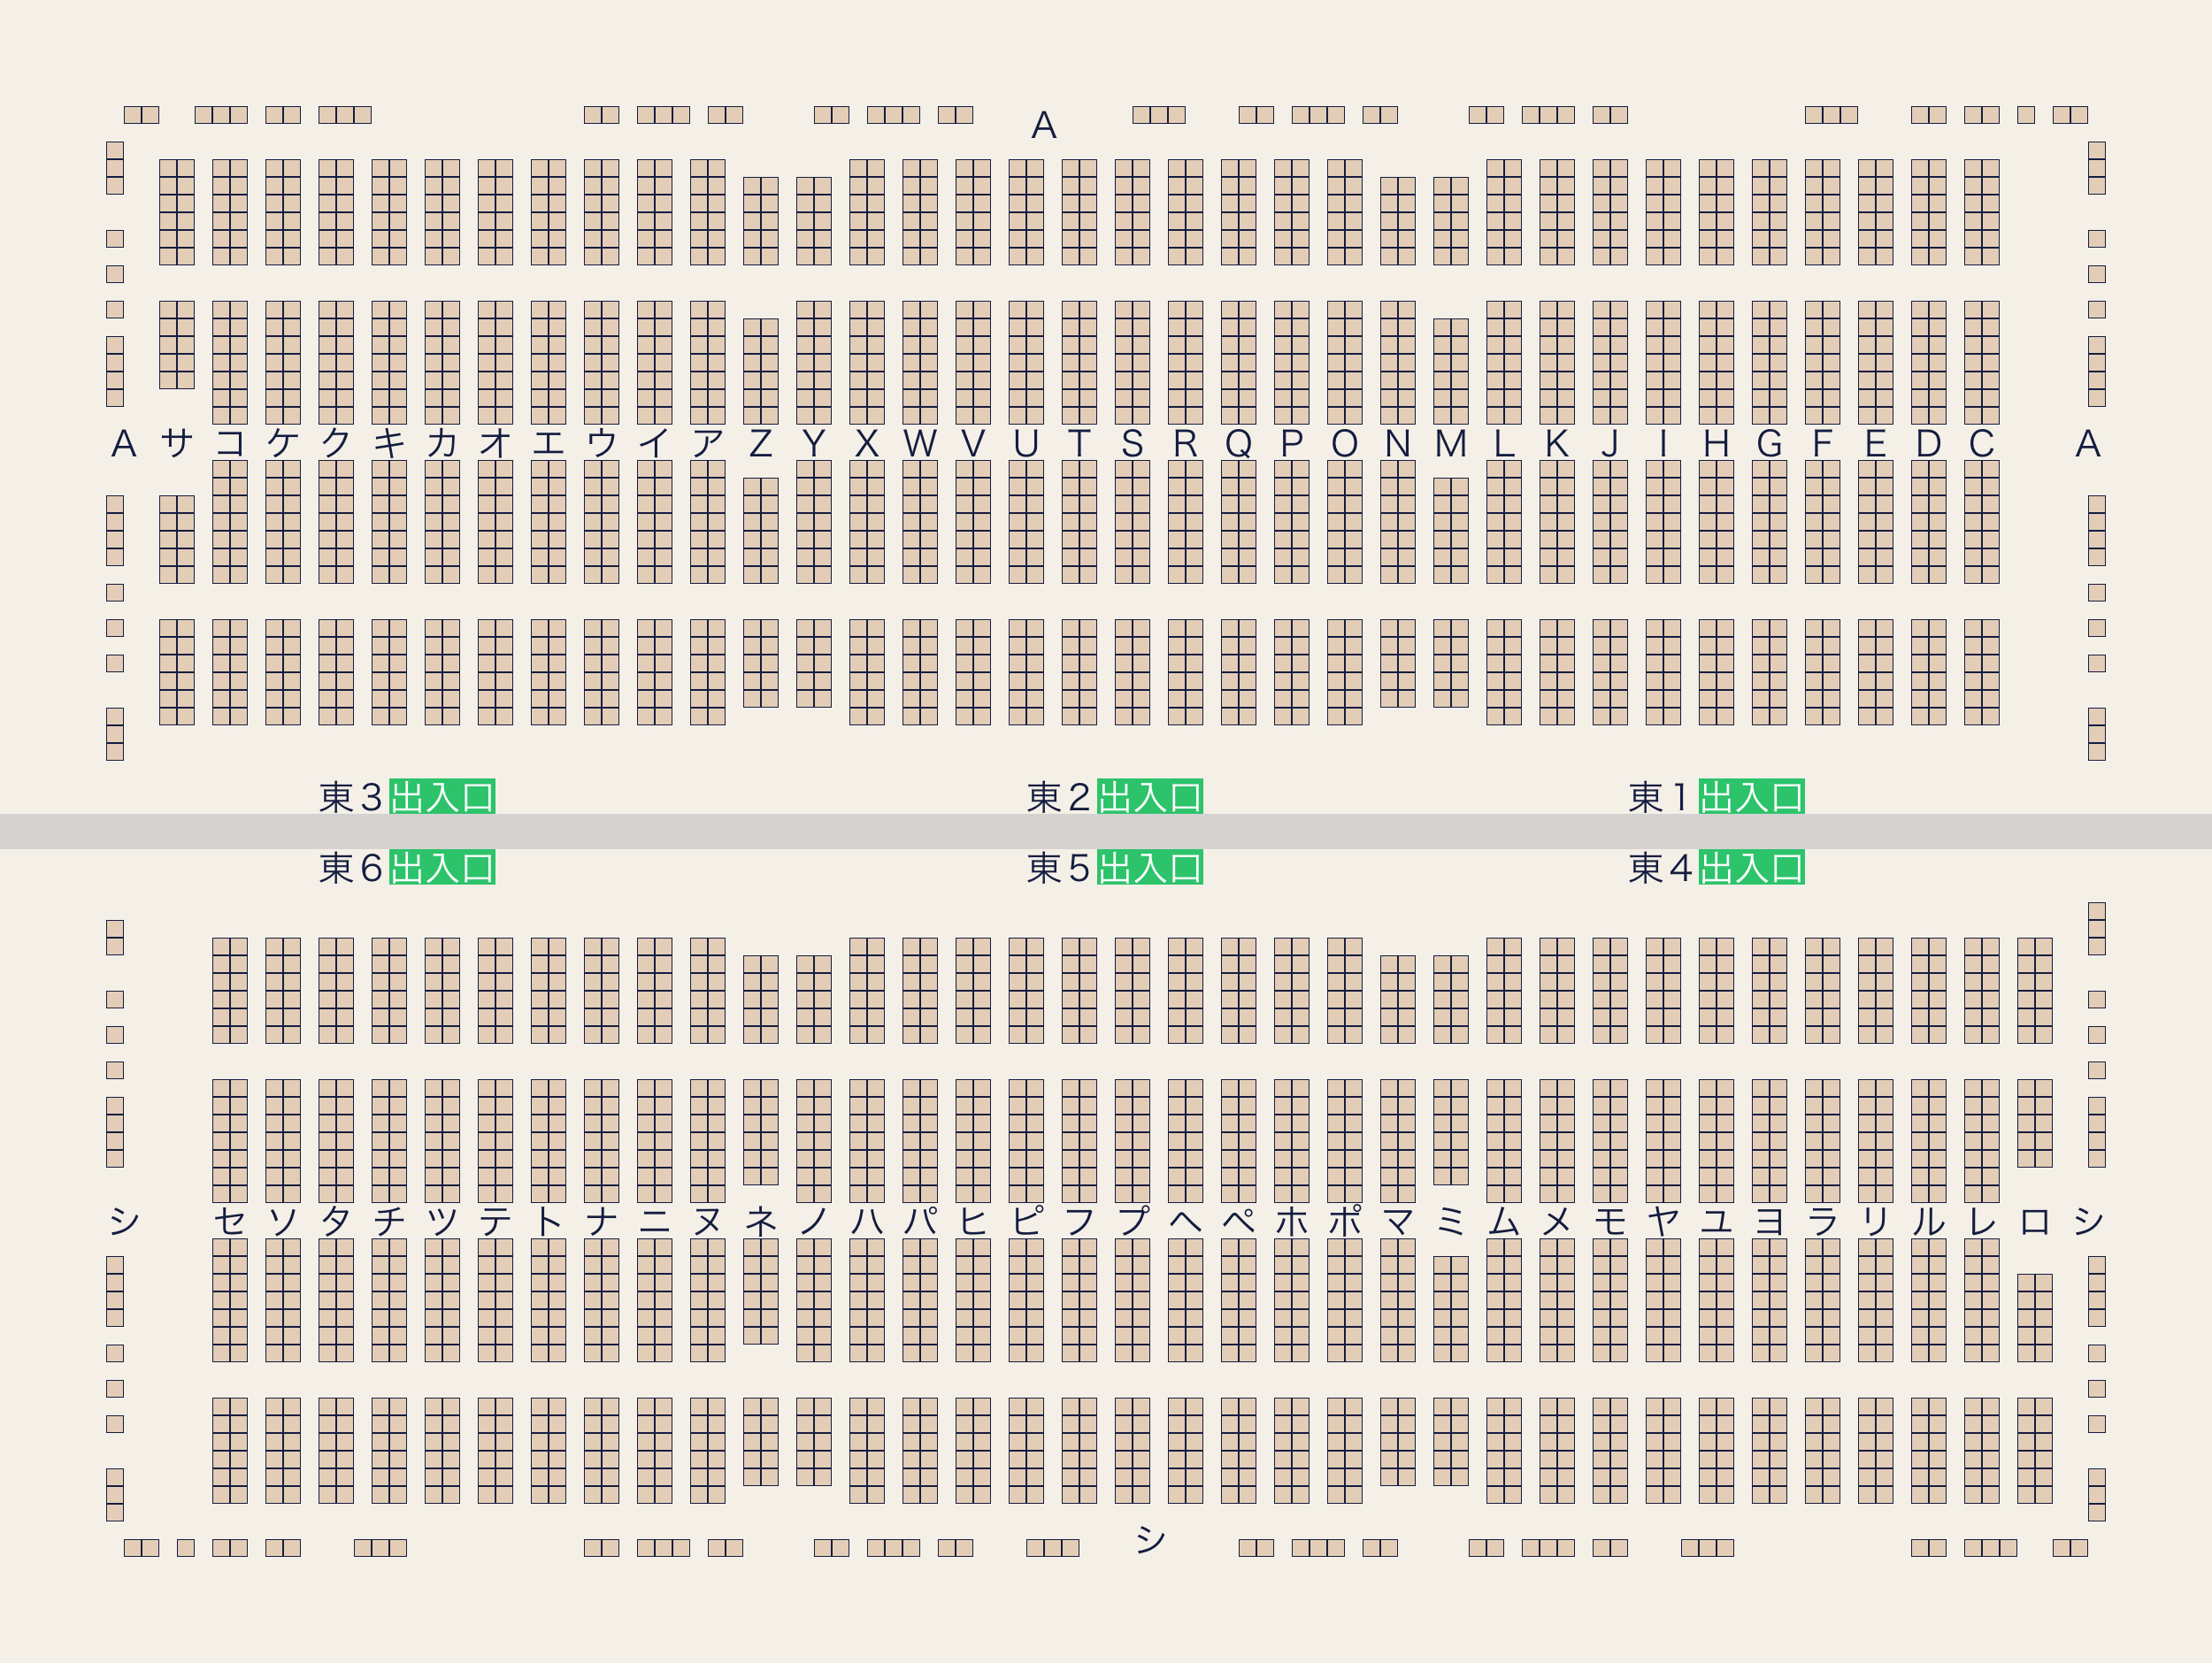 A
A サ コ ケ ク キ カ オ エ ウ イ ア Z Y X W V U T S R Q P O N M L K J I H G F E D C A
東3 出入口 東2 出入口 東1 出入口
東6 出入口 東5 出入口 東4 出入口
シ セ ソ タ チ ツ テ ト ナ ニ ヌ ネ ノ ハ パ ヒ ピ フ プ ヘ ペ ホ ポ マ ミ ム メ モ ヤ ユ ヨ ラ リ ル レ ロ シ
シ